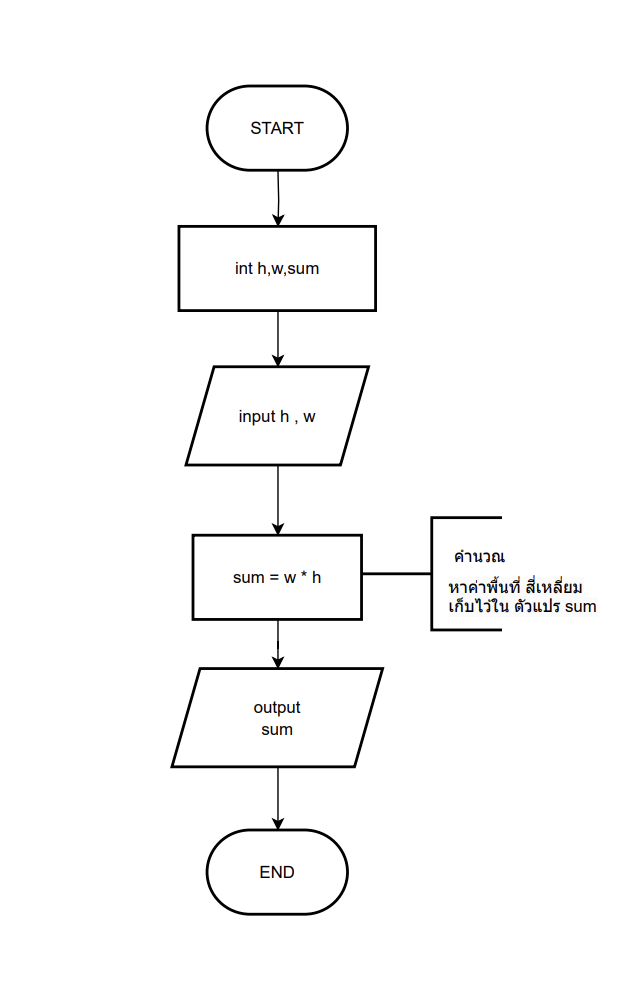 START
int h,w,sum
input h , w
sum = w * h
คำนวณ
หาค่าพื้นที่ สี่เหลี่ยม
เก็บไว้ใน ตัวแปร sum
output
sum
END